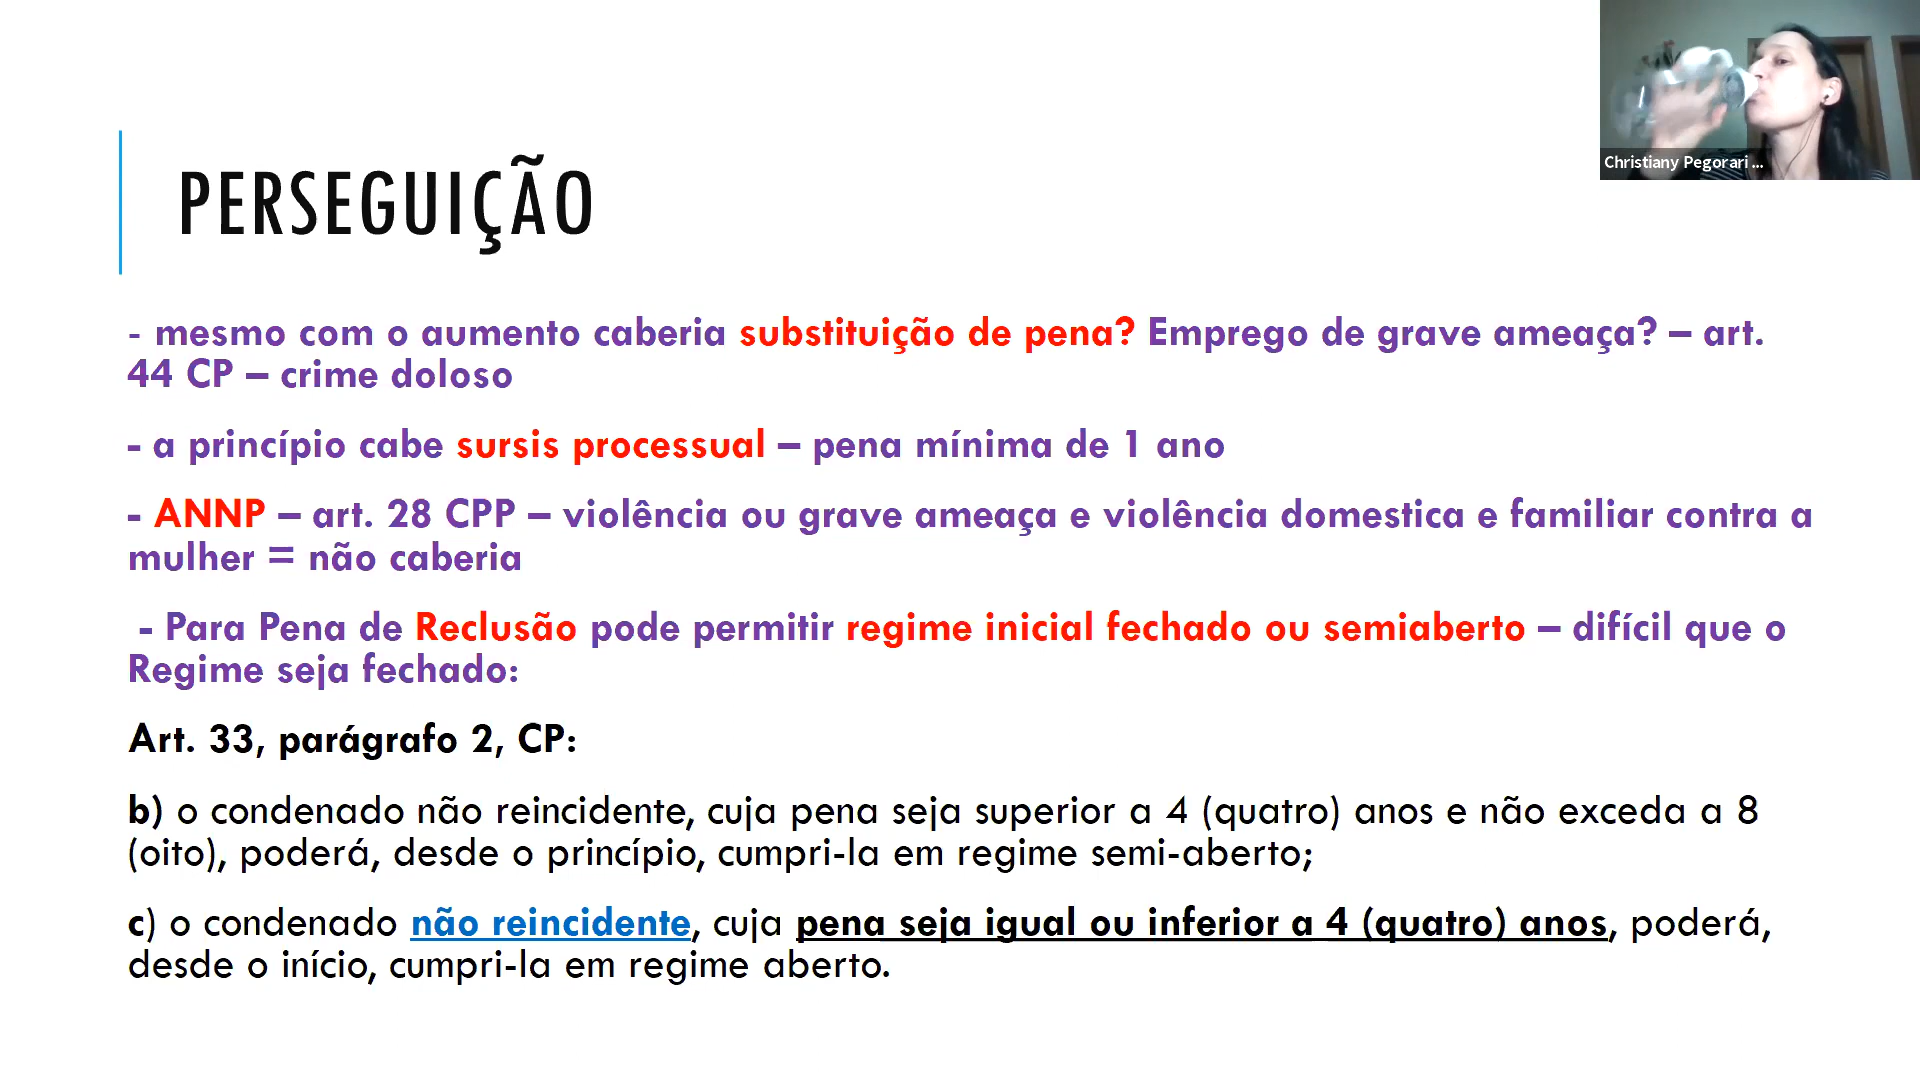 PERSEGUIÇÃO
Christiany Pegorari ...
- mesmo com o aumento caberia substituição de pena? Emprego de grave ameaça? – art.
44 CP – crime doloso
- a princípio cabe sursis processual – pena mínima de 1 ano
- ANNP – art. 28 CPP – violência ou grave ameaça e violência domestica e familiar contra a
mulher = não caberia
- Para Pena de Reclusão pode permitir regime inicial fechado ou semiaberto – difícil que o
Regime seja fechado:
Art. 33, parágrafo 2, CP:
b) o condenado não reincidente, cuja pena seja superior a 4 (quatro) anos e não exceda a 8
(oito), poderá, desde o princípio, cumpri-la em regime semi-aberto;
c) o condenado não reincidente, cuja pena seja igual ou inferior a 4 (quatro) anos, poderá,
desde o início, cumpri-la em regime aberto.